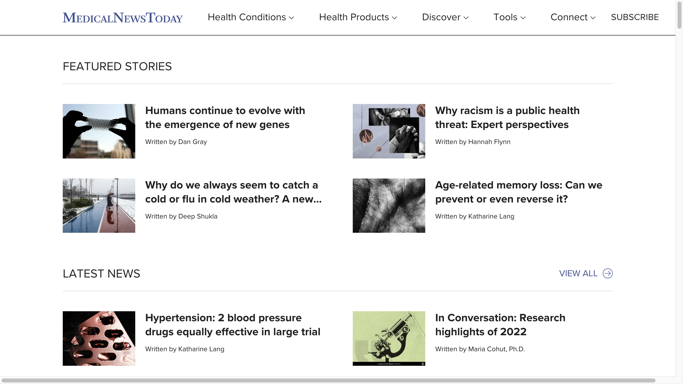 MEDICALNEWSTODAY
Health Conditions
Health Products
Discover
Tools
Connect
SUBSCRIBE
FEATURED STORIES
Humans continue to evolve with
the emergence of new genes
Written by Dan Gray
Why racism is a public health
threat: Expert perspectives
Written by Hannah Flynn
Why do we always seem to catch a
cold or flu in cold weather? A new...
Written by Deep Shukla
Age-related memory loss: Can we
prevent or even reverse it?
Written by Katharine Lang
LATEST NEWS
VIEW ALL
Hypertension: 2 blood pressure
drugs equally effective in large trial
Written by Katharine Lang
In Conversation: Research
highlights of 2022
Written by Maria Cohut, Ph.D.